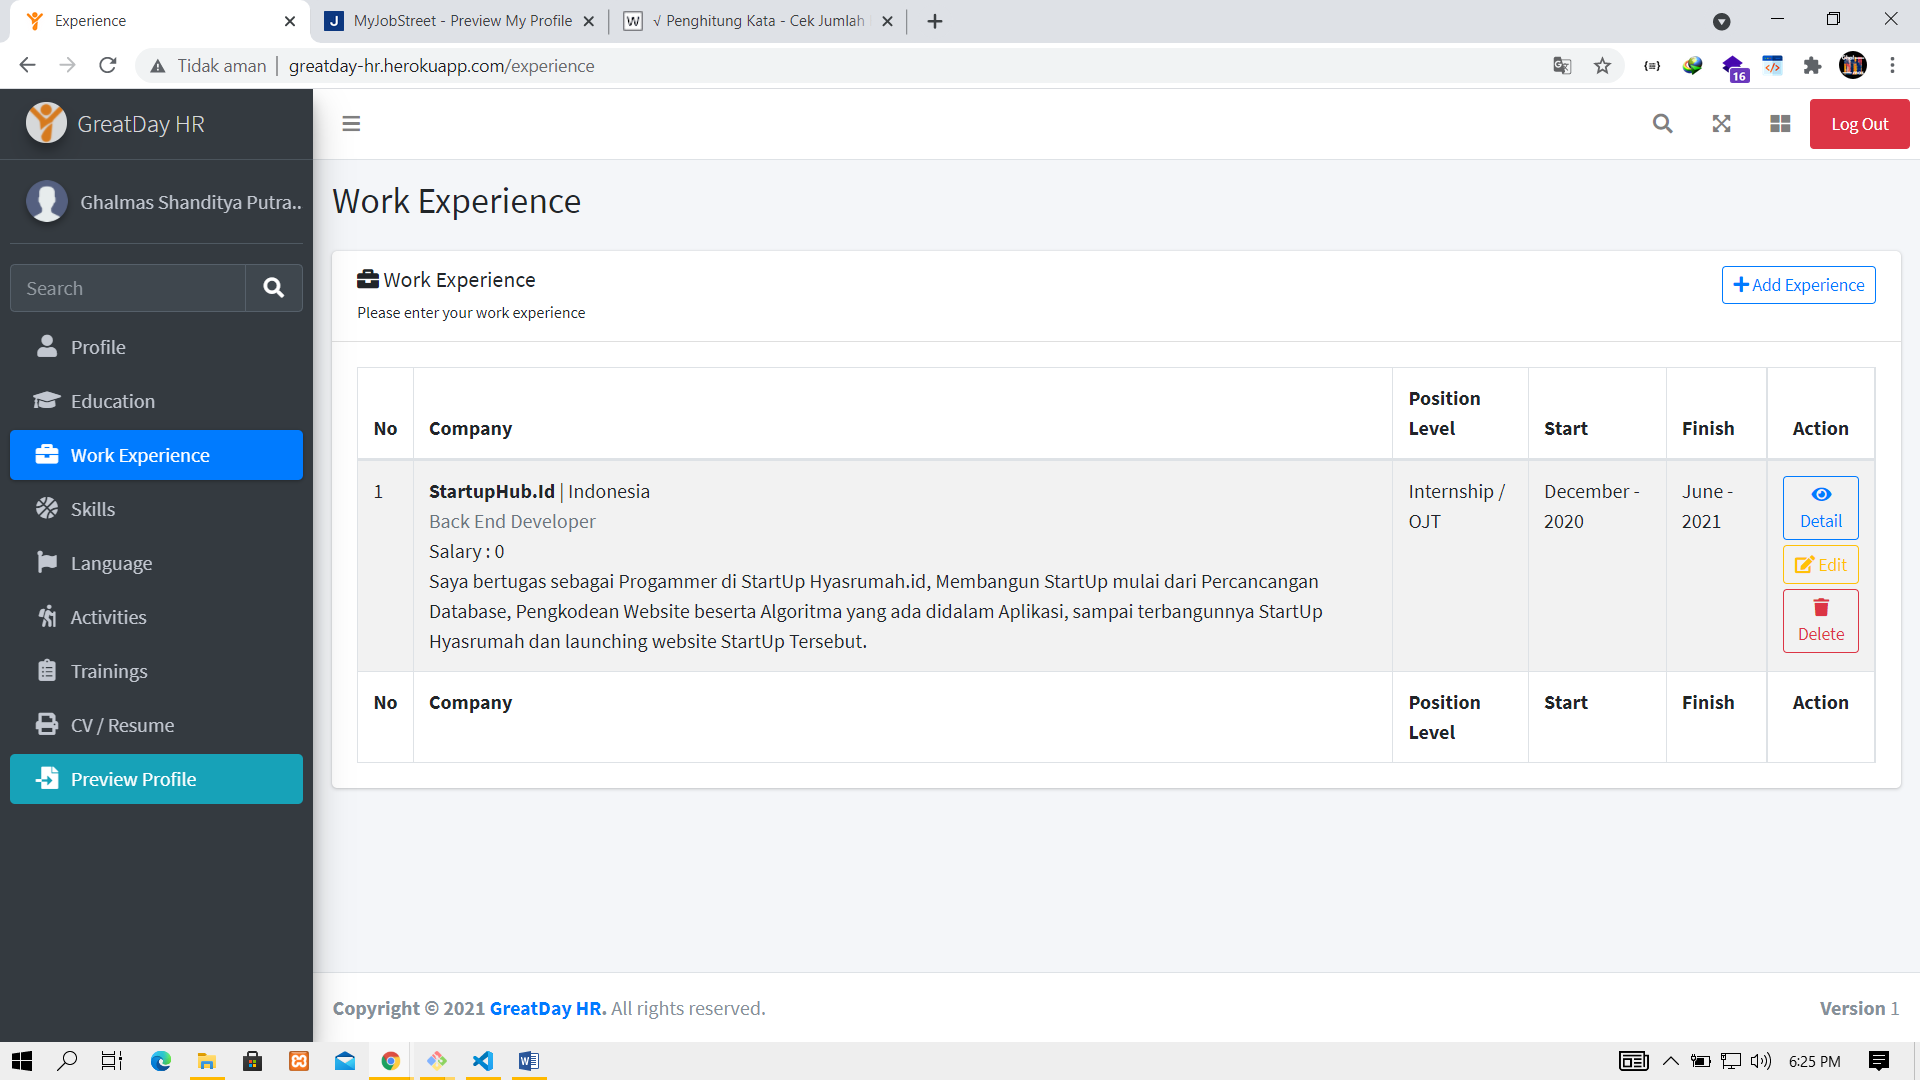 Experience
MyJobStreet - Preview My Profile
√ Penghitung Kata - Cek Jumlah
Tidak aman
greatday-hr.herokuapp.com/experience
16
GreatDay HR
Log Out
Ghalmas Shanditya Putra..
Search
Profile
Education
Work Experience
Skills
Language
Activities
Trainings
CV / Resume
Preview Profile
Work Experience
Work Experience
Please enter your work experience
Add Experience
No Company Position Level Start Finish Action
1
StartupHub.Id | Indonesia
Back End Developer
Salary : 0
Saya bertugas sebagai Progammer di StartUp Hyasrumah.id, Membangun StartUp mulai dari Percancangan
Database, Pengkodean Website beserta Algoritma yang ada didalam Aplikasi, sampai terbangunnya StartUp
Hyasrumah dan launching website StartUp Tersebut.
Internship /
OJT
December -
2020
June -
2021
Detail
Edit
Delete
No Company Position Level Start Finish Action
Copyright © 2021 GreatDay HR. All rights reserved.
Version 1
6:25 PM